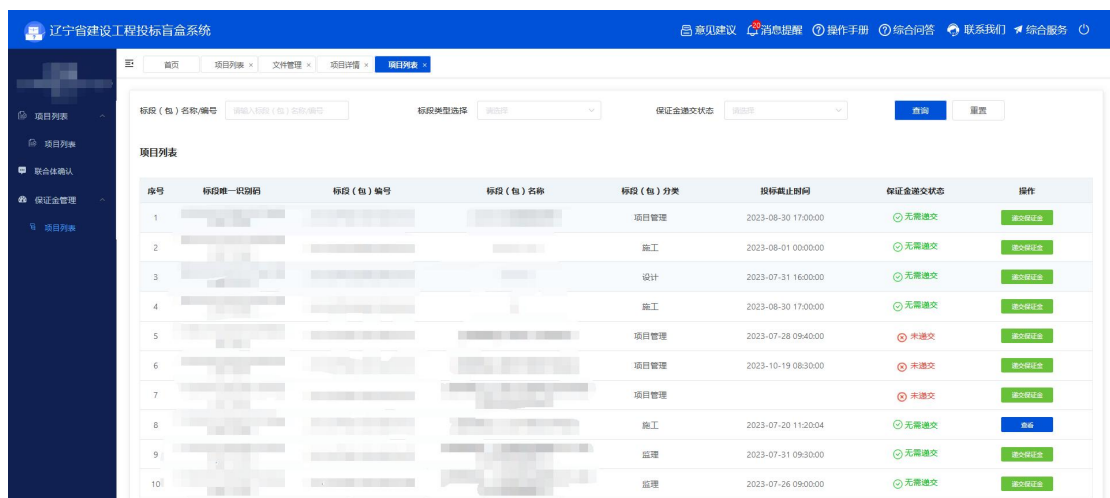 辽宁省建设工程投标盲盒系统 意见建议 20 消息提醒 操作手册 综合问答 联系我们 综合服务
首页 项目列表 × 文件管理 × 项目详情 × 项目列表 ×
标段（包）名称/编号 请输入标段（包）名称/编号 标段类型选择 请选择 保证金递交状态 请选择 查询 重置
项目列表
项目列表
联合体确认
保证金管理
项目列表
项目列表
序号 标段唯一识别码 标段（包）编号 标段（包）名称 标段（包）分类 投标截止时间 保证金递交状态 操作
1 项目管理 2023-08-30 17:00:00 无需递交 递交保证金
2 施工 2023-08-01 00:00:00 无需递交 递交保证金
3 设计 2023-07-31 16:00:00 无需递交 递交保证金
4 施工 2023-08-30 17:00:00 无需递交 递交保证金
5 项目管理 2023-07-28 09:40:00 未递交 递交保证金
6 项目管理 2023-10-19 08:30:00 未递交 递交保证金
7 项目管理 未递交 递交保证金
8 施工 2023-07-20 11:20:04 无需递交 查看
9 监理 2023-07-31 09:30:00 无需递交 递交保证金
10 监理 2023-07-26 09:00:00 无需递交 递交保证金